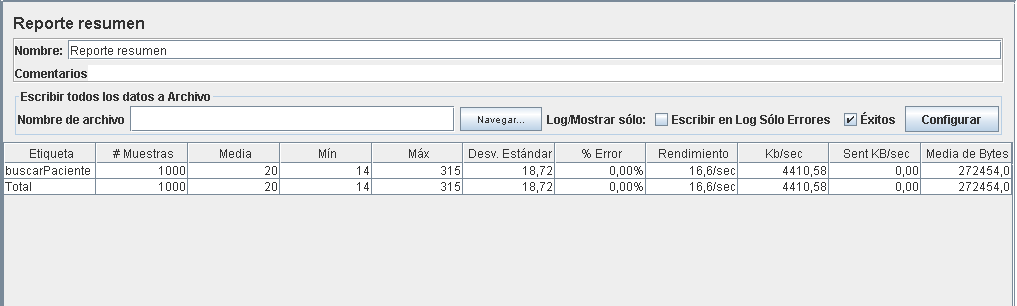 Reporte resumen
Nombre: Reporte resumen
Comentarios
Escribir todos los datos a Archivo
Nombre de archivo Navegar... Log/Mostrar sólo: Escribir en Log Sólo Errores Éxitos Configurar
Etiqueta # Muestras Media Mín Máx Desv. Estándar % Error Rendimiento Kb/sec Sent KB/sec Media de Bytes
buscarPaciente 1000 20 14 315 18,72 0,00% 16,6/sec 4410,58 0,00 272454,0
Total 1000 20 14 315 18,72 0,00% 16,6/sec 4410,58 0,00 272454,0